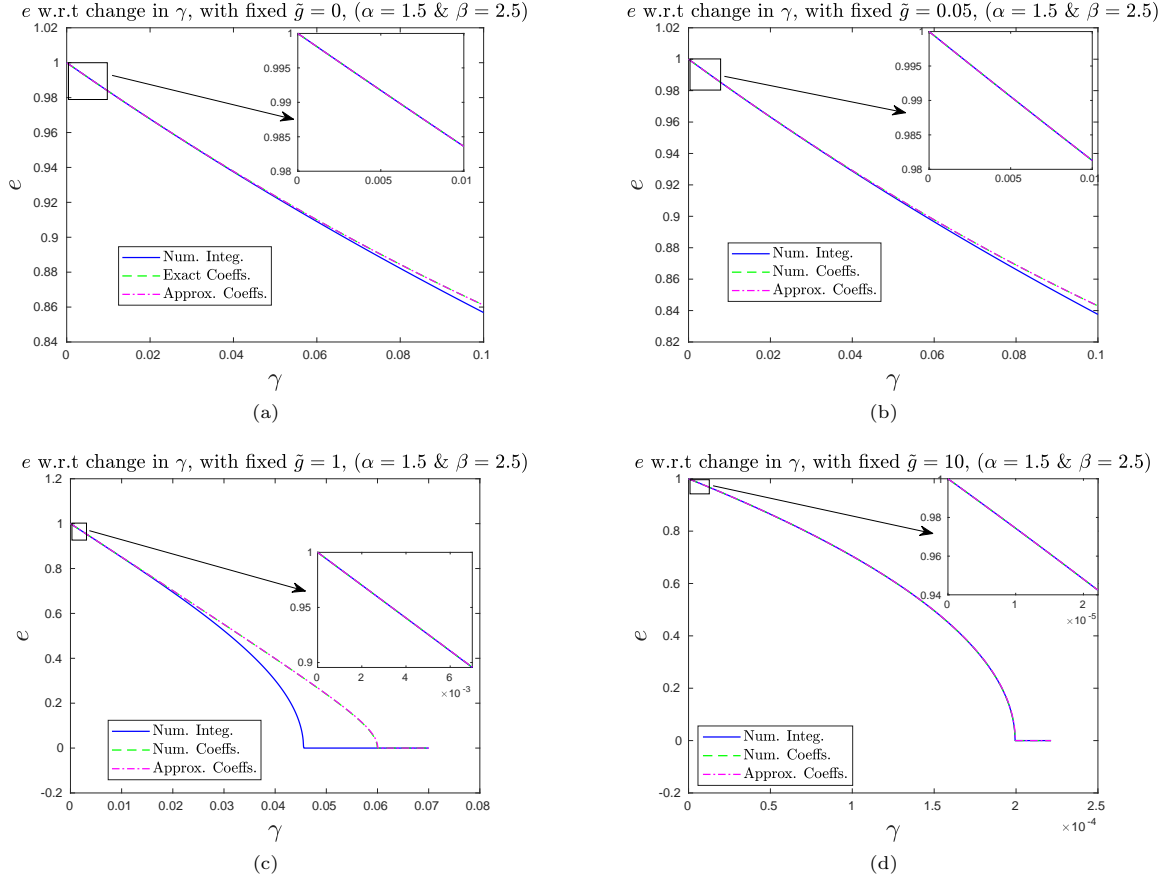 e w.r.t change in γ, with fixed g̃ = 0, (α = 1.5 & β = 2.5)
1.02
1
0.98
0.96
0.94
0.92
0.9
0.88
0.86
0.84
e
0 0.02 0.04 0.06 0.08 0.1
γ
1
0.995
0.99
0.985
0.98
0 0.005 0.01
Num. Integ.
Exact Coeffs.
Approx. Coeffs.
(a)
e w.r.t change in γ, with fixed g̃ = 0.05, (α = 1.5 & β = 2.5)
1.02
1
0.98
0.96
0.94
0.92
0.9
0.88
0.86
0.84
0.82
e
0 0.02 0.04 0.06 0.08 0.1
γ
1
0.995
0.99
0.985
0.98
0 0.005 0.01
Num. Integ.
Num. Coeffs.
Approx. Coeffs.
(b)
e w.r.t change in γ, with fixed g̃ = 1, (α = 1.5 & β = 2.5)
1.2
1
0.8
0.6
0.4
0.2
0
-0.2
e
0 0.01 0.02 0.03 0.04 0.05 0.06 0.07 0.08
γ
1
0.95
0.9
0 2 4 6
×10⁻³
Num. Integ.
Num. Coeffs.
Approx. Coeffs.
(c)
e w.r.t change in γ, with fixed g̃ = 10, (α = 1.5 & β = 2.5)
1
0.8
0.6
0.4
0.2
0
-0.2
e
0 0.5 1 1.5 2 2.5
×10⁻⁴
γ
1
0.98
0.96
0.94
0 1 2
×10⁻⁵
Num. Integ.
Num. Coeffs.
Approx. Coeffs.
(d)